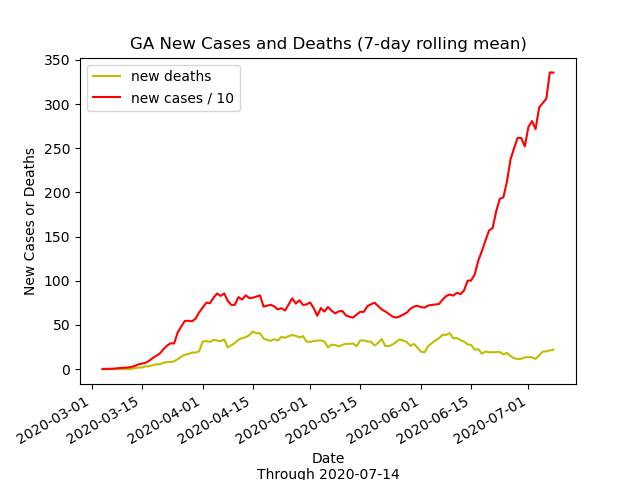 GA New Cases and Deaths (7-day rolling mean)
350
300
250
200
150
100
50
0
New Cases or Deaths
new deaths
new cases / 10
2020-03-01
2020-03-15
2020-04-01
2020-04-15
2020-05-01
2020-05-15
2020-06-01
2020-06-15
2020-07-01
Date
Through 2020-07-14